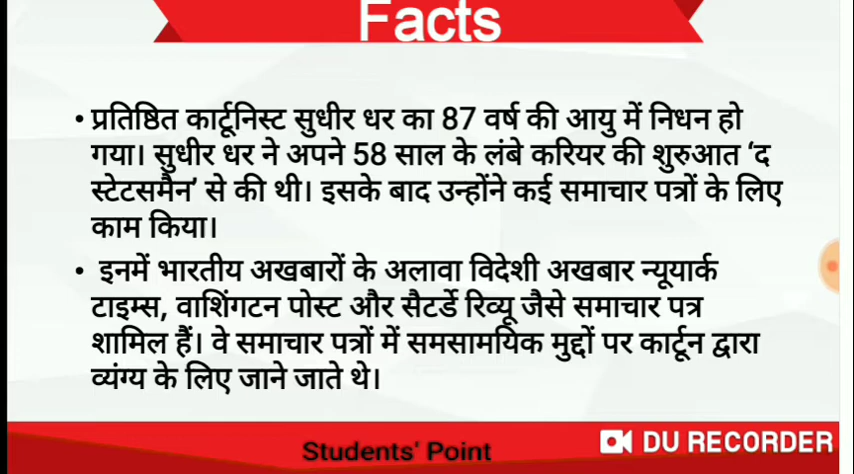 Facts
• प्रतिष्ठित कार्टूनिस्ट सुधीर धर का 87 वर्ष की आयु में निधन हो
गया। सुधीर धर ने अपने 58 साल के लंबे करियर की शुरुआत ‘द
स्टेटसमैन’ से की थी। इसके बाद उन्होंने कई समाचार पत्रों के लिए
काम किया।
• इनमें भारतीय अखबारों के अलावा विदेशी अखबार न्यूयार्क
टाइम्स, वाशिंगटन पोस्ट और सैटर्डे रिव्यू जैसे समाचार पत्र
शामिल हैं। वे समाचार पत्रों में समसामयिक मुद्दों पर कार्टून द्वारा
व्यंग्य के लिए जाने जाते थे।
Students' Point
DU RECORDER